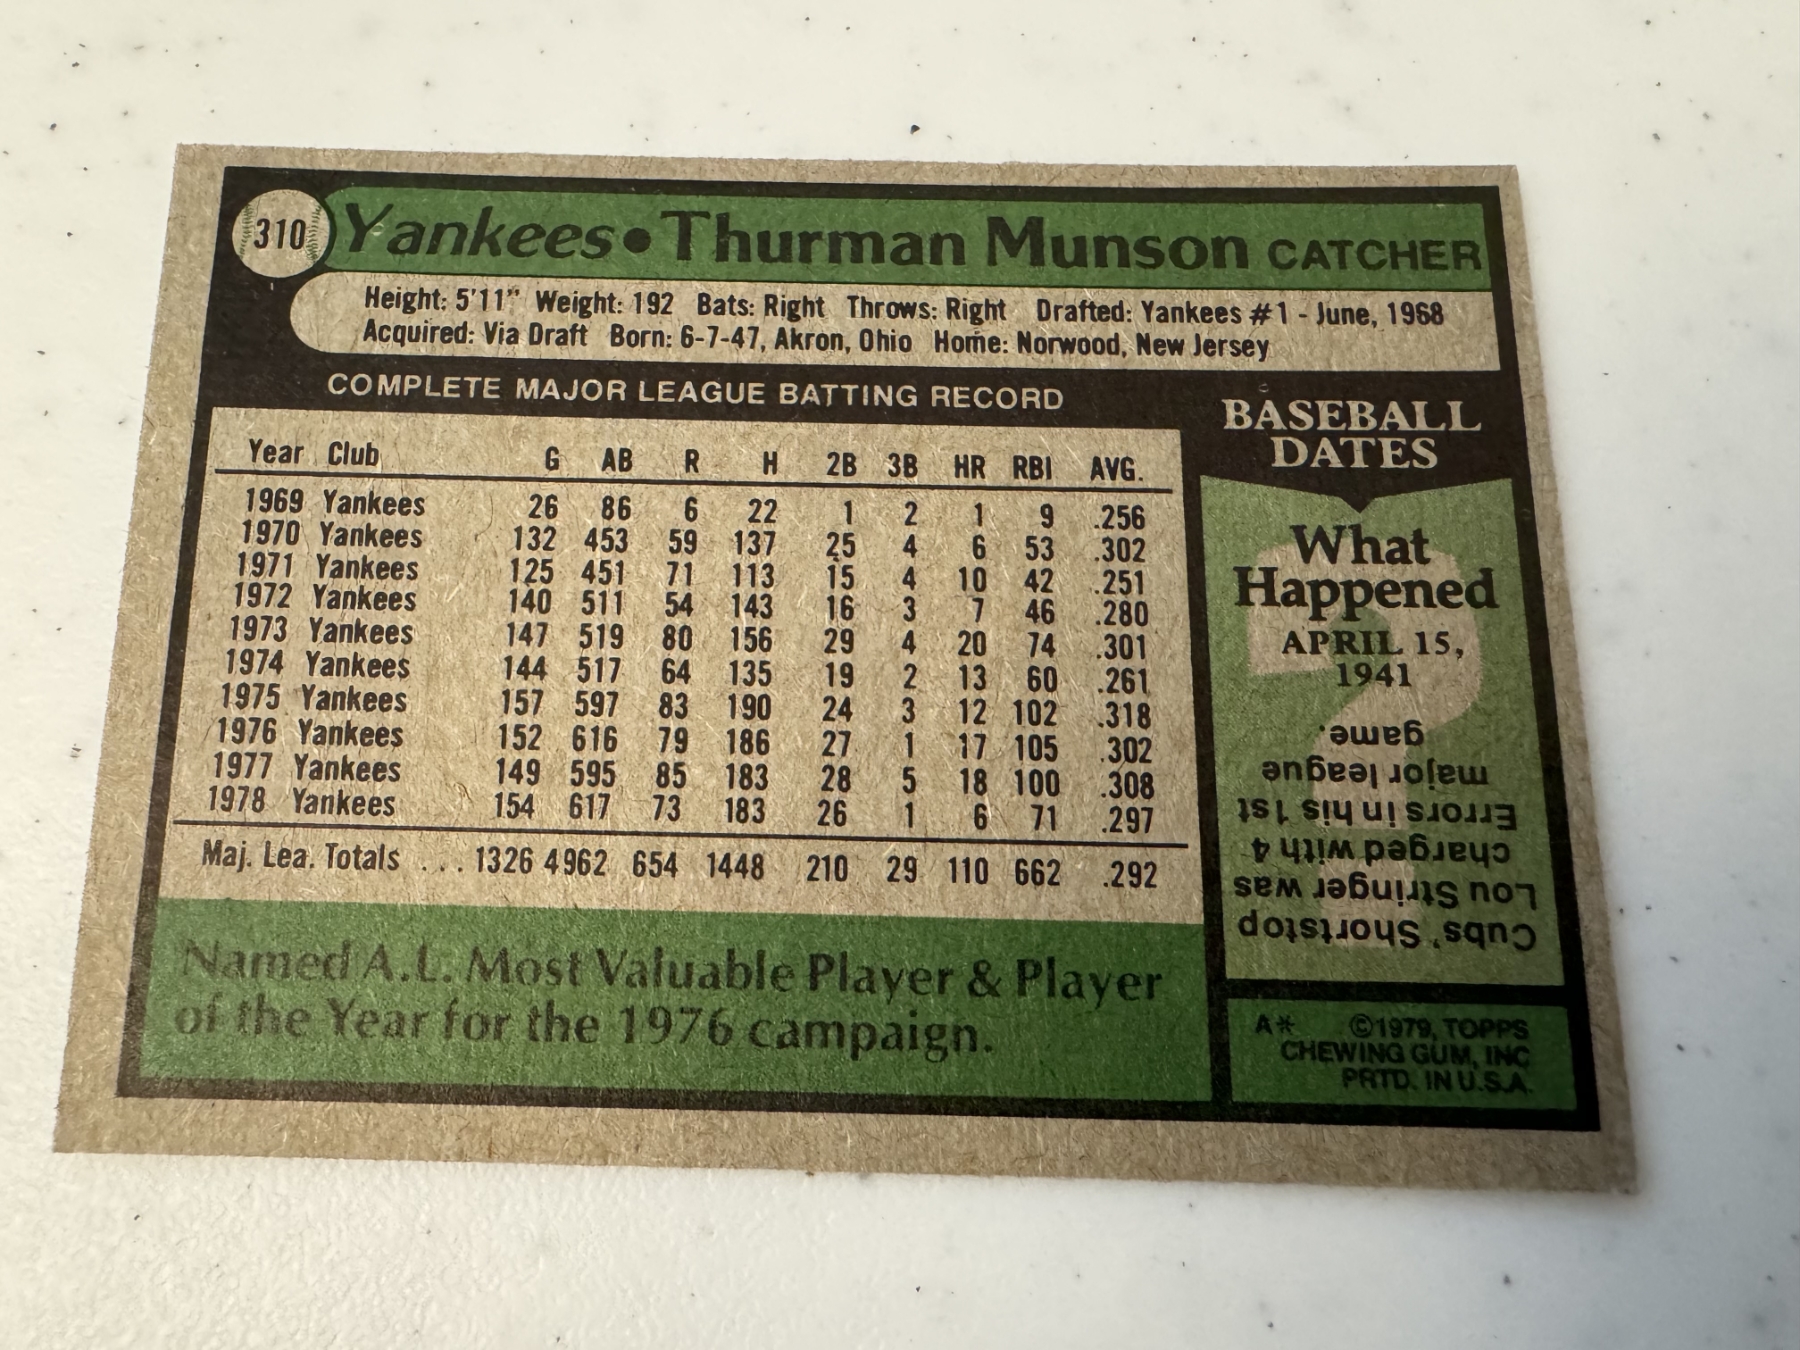 310 Yankees • Thurman Munson CATCHER
Height: 5'11" Weight: 192 Bats: Right Throws: Right Drafted: Yankees #1 - June, 1968
Acquired: Via Draft Born: 6-7-47, Akron, Ohio Home: Norwood, New Jersey
COMPLETE MAJOR LEAGUE BATTING RECORD
Year Club G AB R H 2B 3B HR RBI AVG.
1969 Yankees 26 86 6 22 1 2 1 9 .256
1970 Yankees 132 453 59 137 25 4 6 53 .302
1971 Yankees 125 451 71 113 15 4 10 42 .251
1972 Yankees 140 511 54 143 16 3 7 46 .280
1973 Yankees 147 519 80 156 29 4 20 74 .301
1974 Yankees 144 517 64 135 19 2 13 60 .261
1975 Yankees 157 597 83 190 24 3 12 102 .318
1976 Yankees 152 616 79 186 27 1 17 105 .302
1977 Yankees 149 595 85 183 28 5 18 100 .308
1978 Yankees 154 617 73 183 26 1 6 71 .297
Maj. Lea. Totals ... 1326 4962 654 1448 210 29 110 662 .292
Named A.L. Most Valuable Player & Player
of the Year for the 1976 campaign.
BASEBALL
DATES
What
Happened
APRIL 15,
1941
Cubs' Shortstop
Lou Stringer was
charged with 4
Errors in his 1st
major league
game.
A* ©1979, TOPPS
CHEWING GUM, INC
PRTD. IN U.S.A.